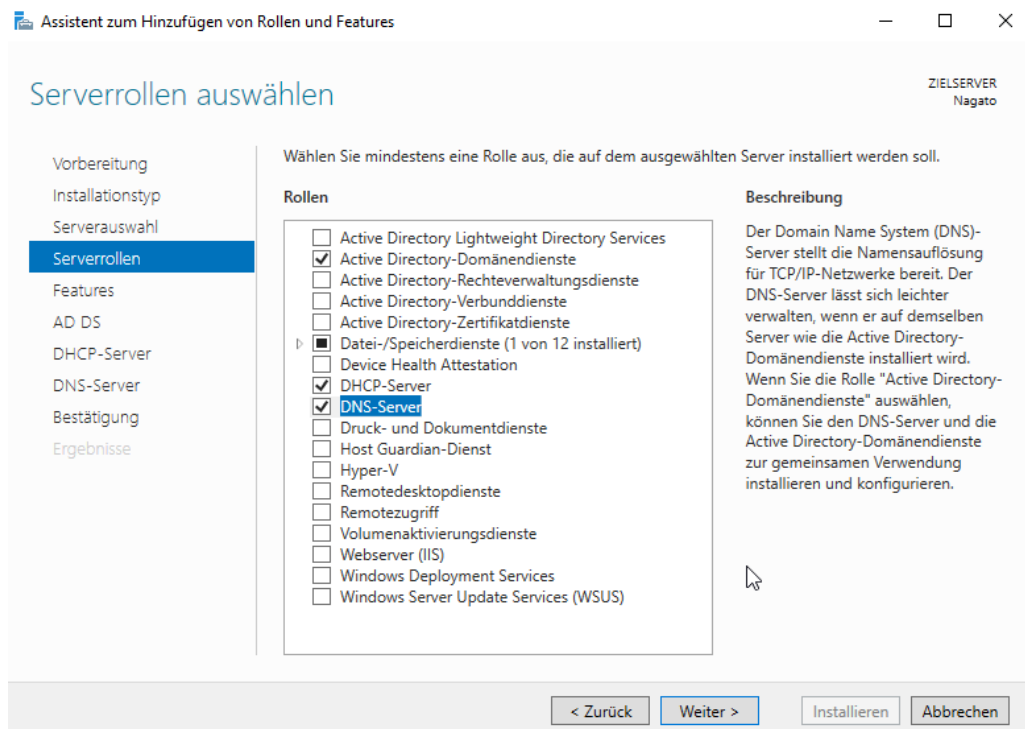 Assistent zum Hinzufügen von Rollen und Features
Serverrollen auswählen
ZIELSERVER
Nagato
Vorbereitung
Installationstyp
Serverauswahl
Serverrollen
Features
AD DS
DHCP-Server
DNS-Server
Bestätigung
Ergebnisse
Wählen Sie mindestens eine Rolle aus, die auf dem ausgewählten Server installiert werden soll.
Rollen
Active Directory Lightweight Directory Services
Active Directory-Domänendienste
Active Directory-Rechteverwaltungsdienste
Active Directory-Verbunddienste
Active Directory-Zertifikatdienste
Datei-/Speicherdienste (1 von 12 installiert)
Device Health Attestation
DHCP-Server
DNS-Server
Druck- und Dokumentdienste
Host Guardian-Dienst
Hyper-V
Remotedesktopdienste
Remotezugriff
Volumenaktivierungsdienste
Webserver (IIS)
Windows Deployment Services
Windows Server Update Services (WSUS)
Beschreibung
Der Domain Name System (DNS)-
Server stellt die Namensauflösung
für TCP/IP-Netzwerke bereit. Der
DNS-Server lässt sich leichter
verwalten, wenn er auf demselben
Server wie die Active Directory-
Domänendienste installiert wird.
Wenn Sie die Rolle "Active Directory-
Domänendienste" auswählen,
können Sie den DNS-Server und die
Active Directory-Domänendienste
zur gemeinsamen Verwendung
installieren und konfigurieren.
< Zurück
Weiter >
Installieren
Abbrechen